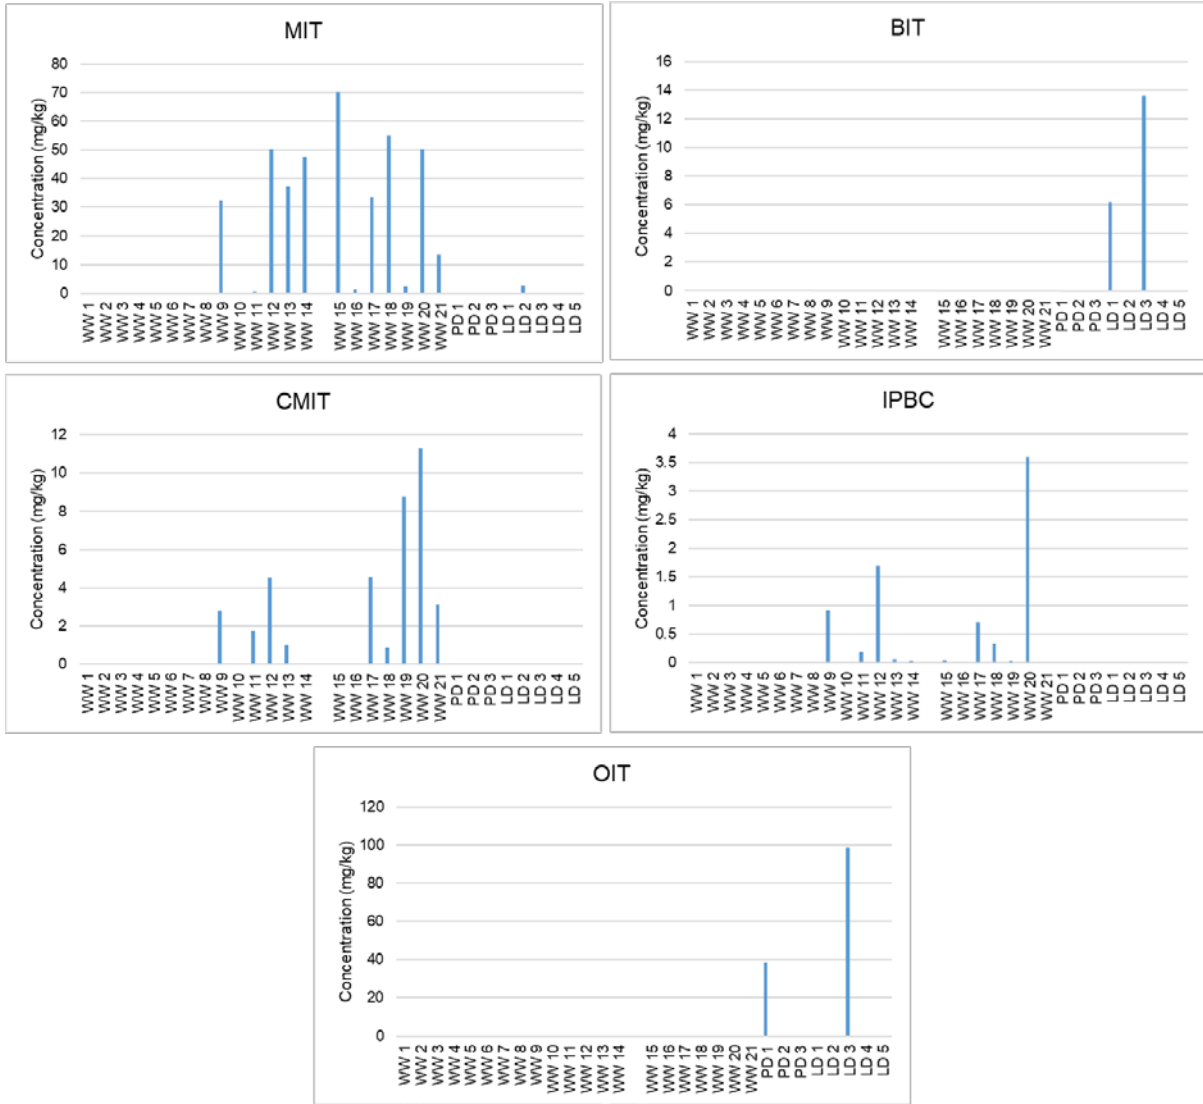 MIT
Concentration (mg/kg)
80
70
60
50
40
30
20
10
0
WW 1
WW 2
WW 3
WW 4
WW 5
WW 6
WW 7
WW 8
WW 9
WW 10
WW 11
WW 12
WW 13
WW 14
WW 15
WW 16
WW 17
WW 18
WW 19
WW 20
WW 21
PD 1
PD 2
PD 3
LD 1
LD 2
LD 3
LD 4
LD 5
BIT
Concentration (mg/kg)
16
14
12
10
8
6
4
2
0
WW 1
WW 2
WW 3
WW 4
WW 5
WW 6
WW 7
WW 8
WW 9
WW 10
WW 11
WW 12
WW 13
WW 14
WW 15
WW 16
WW 17
WW 18
WW 19
WW 20
WW 21
PD 1
PD 2
PD 3
LD 1
LD 2
LD 3
LD 4
LD 5
CMIT
Concentration (mg/kg)
12
10
8
6
4
2
0
WW 1
WW 2
WW 3
WW 4
WW 5
WW 6
WW 7
WW 8
WW 9
WW 10
WW 11
WW 12
WW 13
WW 14
WW 15
WW 16
WW 17
WW 18
WW 19
WW 20
WW 21
PD 1
PD 2
PD 3
LD 1
LD 2
LD 3
LD 4
LD 5
IPBC
Concentration (mg/kg)
4
3.5
3
2.5
2
1.5
1
0.5
0
WW 1
WW 2
WW 3
WW 4
WW 5
WW 6
WW 7
WW 8
WW 9
WW 10
WW 11
WW 12
WW 13
WW 14
WW 15
WW 16
WW 17
WW 18
WW 19
WW 20
WW 21
PD 1
PD 2
PD 3
LD 1
LD 2
LD 3
LD 4
LD 5
OIT
Concentration (mg/kg)
120
100
80
60
40
20
0
WW 1
WW 2
WW 3
WW 4
WW 5
WW 6
WW 7
WW 8
WW 9
WW 10
WW 11
WW 12
WW 13
WW 14
WW 15
WW 16
WW 17
WW 18
WW 19
WW 20
WW 21
PD 1
PD 2
PD 3
LD 1
LD 2
LD 3
LD 4
LD 5